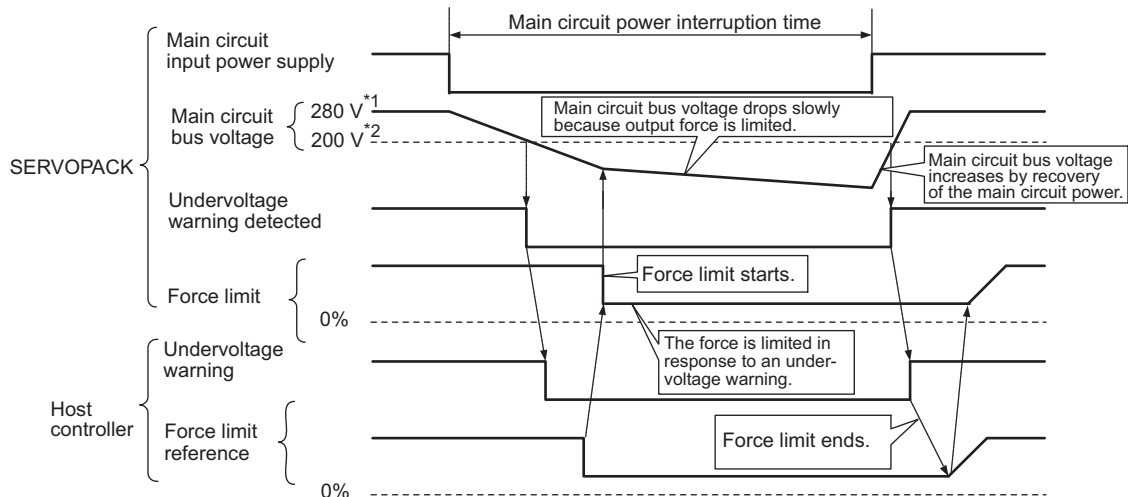 Main circuit power interruption time
Main circuit
input power supply
Main circuit
bus voltage
280 V*1
200 V*2
Main circuit bus voltage drops slowly
because output force is limited.
Main circuit bus voltage
increases by recovery
of the main circuit power.
SERVOPACK
Undervoltage
warning detected
Force limit starts.
Force limit
0%
The force is limited in
response to an under-
voltage warning.
Undervoltage
warning
Host
controller
Force limit
reference
Force limit ends.
0%